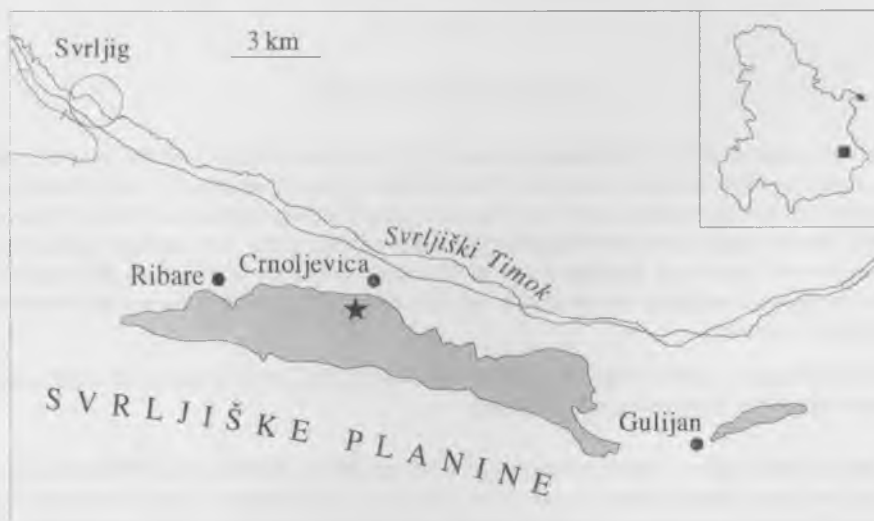 Svrljig
3 km
Svrljiški Timok
Ribare
Crnoljevica
Gulijan
SVRLJIŠKE PLANINE